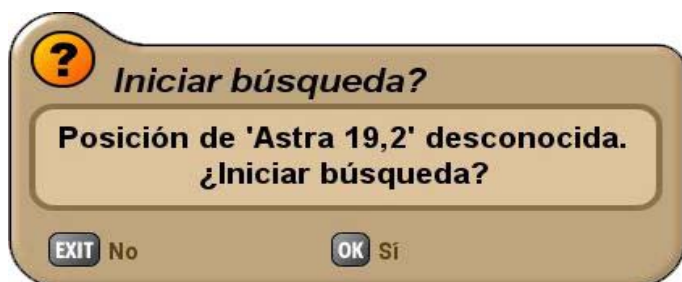 ?
Iniciar búsqueda?
Posición de 'Astra 19,2' desconocida.
¿Iniciar búsqueda?
EXIT No
OK Sí